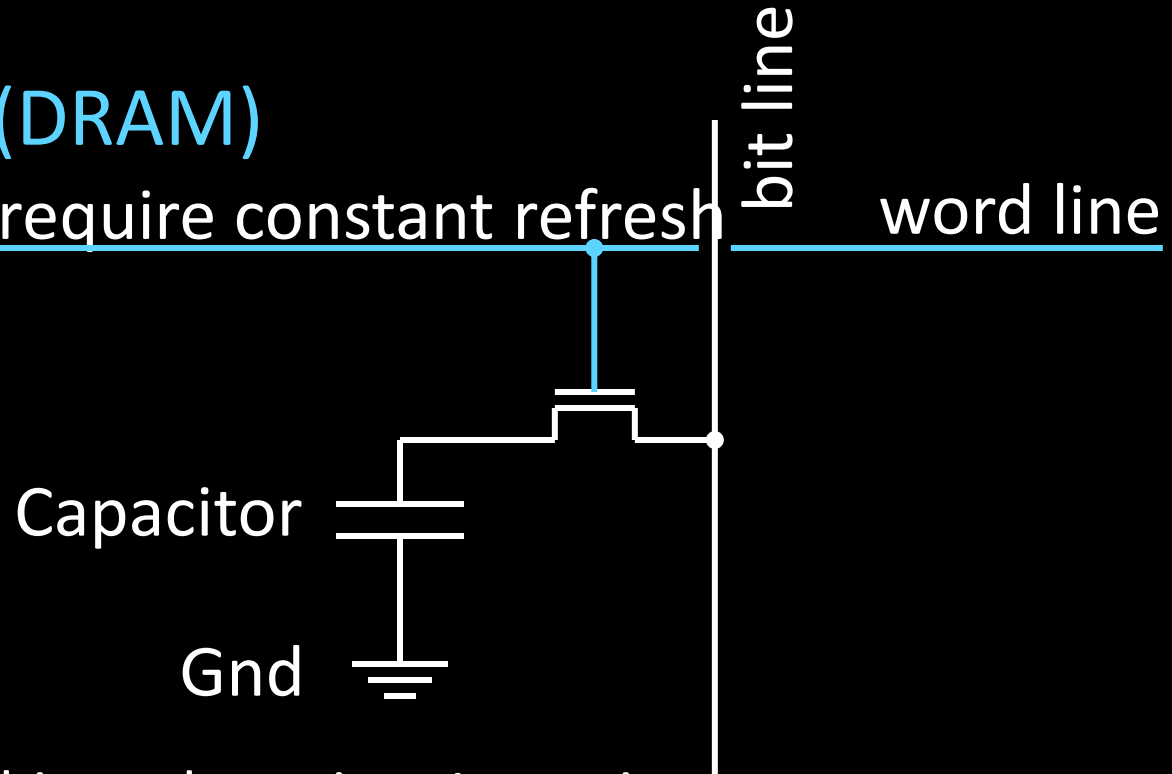 bit line
(DRAM)
require constant refresh
word line
Capacitor
Gnd